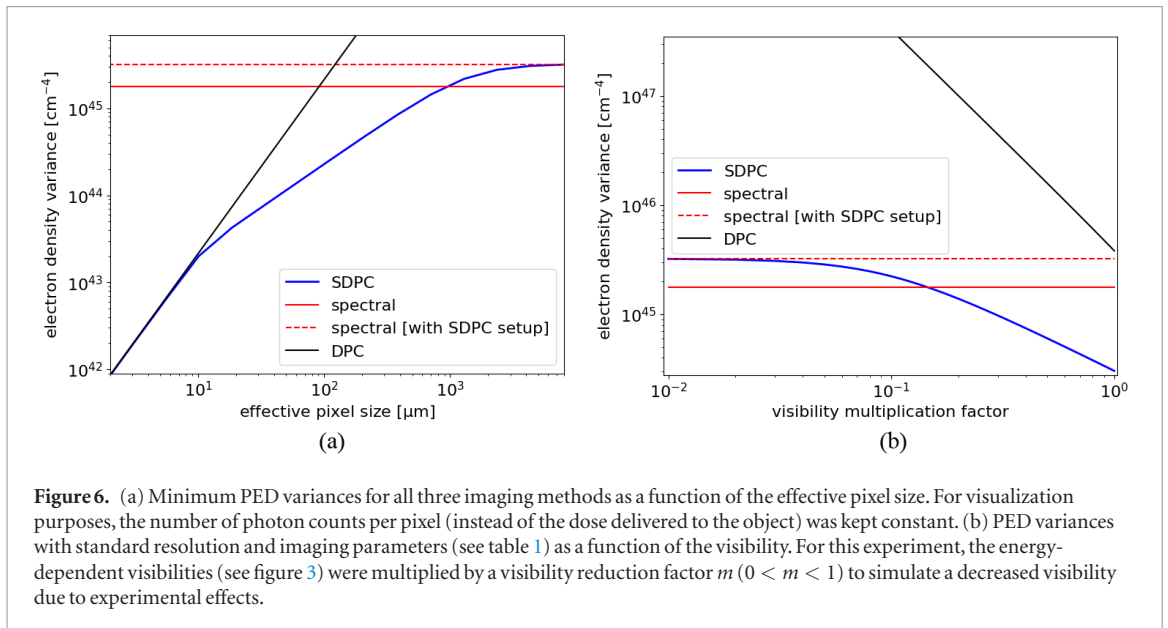 electron density variance [cm⁻⁴]
10⁴⁵
10⁴⁴
10⁴³
10⁴²
SDPC
spectral
spectral [with SDPC setup]
DPC
10¹ 10² 10³
effective pixel size [μm]
(a)
electron density variance [cm⁻⁴]
10⁴⁷
10⁴⁶
10⁴⁵
SDPC
spectral
spectral [with SDPC setup]
DPC
10⁻² 10⁻¹ 10⁰
visibility multiplication factor
(b)
Figure 6. (a) Minimum PED variances for all three imaging methods as a function of the effective pixel size. For visualization
purposes, the number of photon counts per pixel (instead of the dose delivered to the object) was kept constant. (b) PED variances
with standard resolution and imaging parameters (see table 1) as a function of the visibility. For this experiment, the energy-
dependent visibilities (see figure 3) were multiplied by a visibility reduction factor m (0 < m < 1) to simulate a decreased visibility
due to experimental effects.